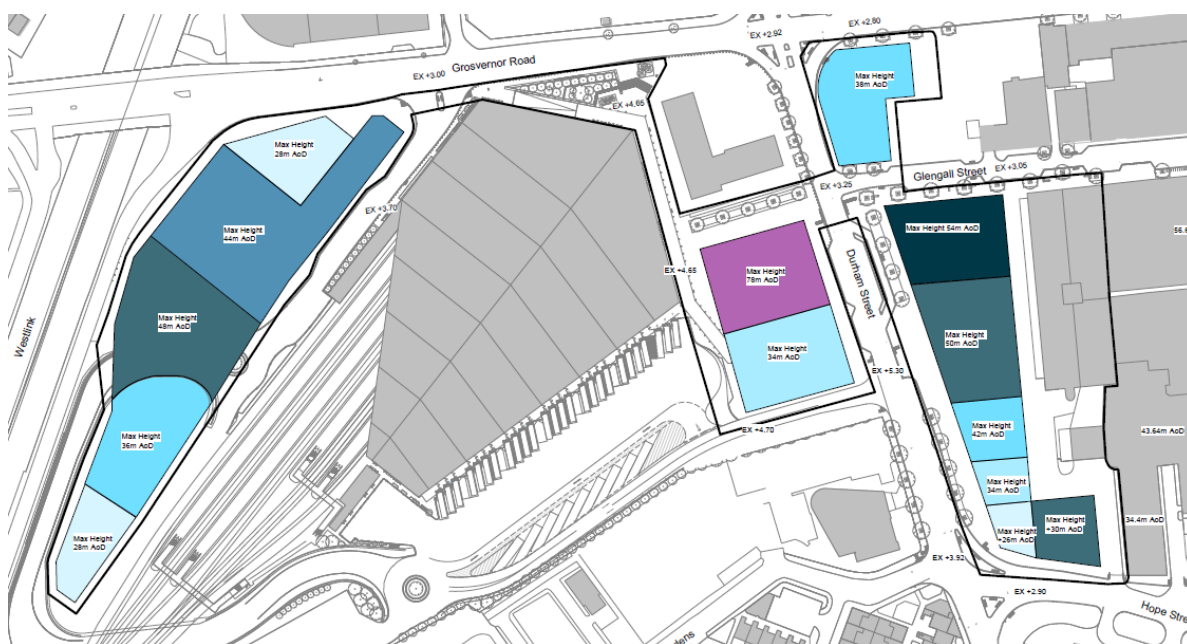 EX +2.80
EX +2.92
Grosvernor Road
EX +3.00
Max Height
38m AoD
EX +4.65
Max Height
28m AoD
Glengall Street
EX +3.05
EX +3.25
EX +3.70
Max Height
44m AoD
Max Height 54m AoD
56.6
Durham Street
EX +4.65
Max Height
78m AoD
Max Height
48m AoD
Westlink
Max Height
50m AoD
Max Height
34m AoD
EX +5.30
Max Height
36m AoD
EX +4.70
Max Height
42m AoD
43.64m AoD
Max Height
34m AoD
Max Height
28m AoD
Max Height
+26m AoD
Max Height
+30m AoD
34.4m AoD
EX +3.92
EX +2.90
Hope Stre
dens